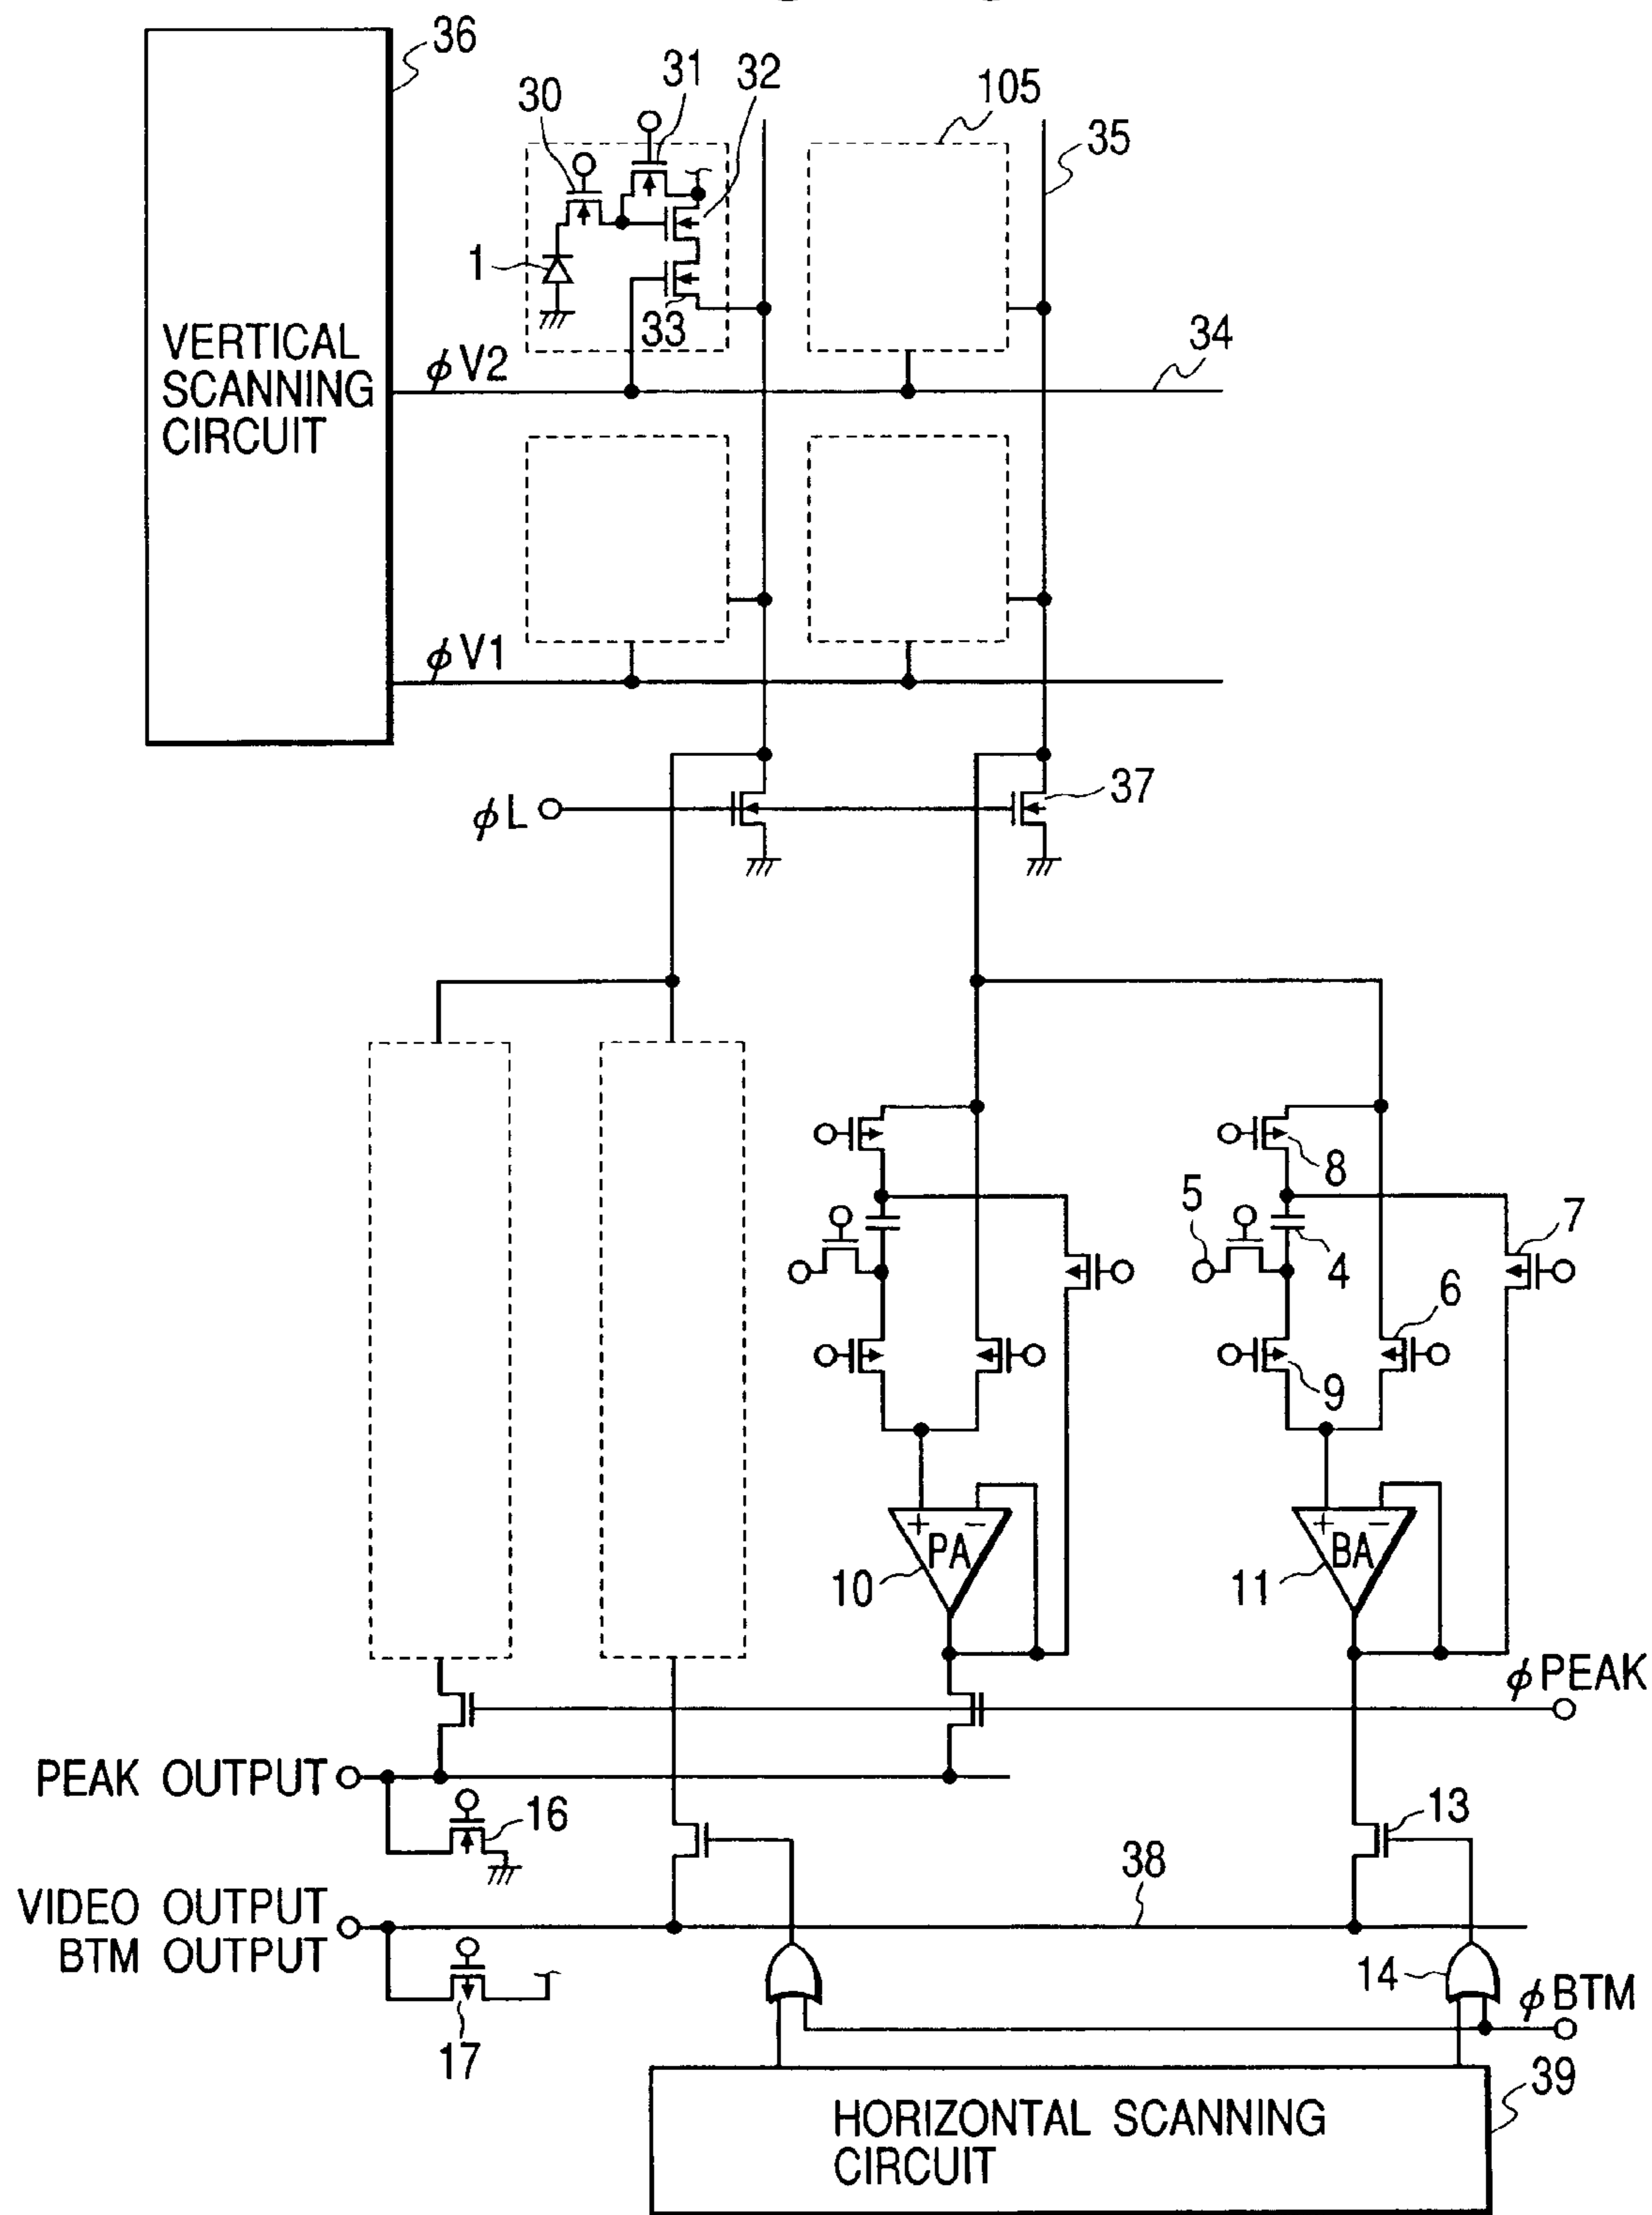 36
31
32
30
105
35
1
33
34
VERTICAL
SCANNING
CIRCUIT
φV2
φV1
φL
37
8
5
4
7
6
9
+ −
PA
10
+ −
BA
11
φPEAK
PEAK OUTPUT
16
13
38
VIDEO OUTPUT
BTM OUTPUT
14
φBTM
17
39
HORIZONTAL SCANNING
CIRCUIT